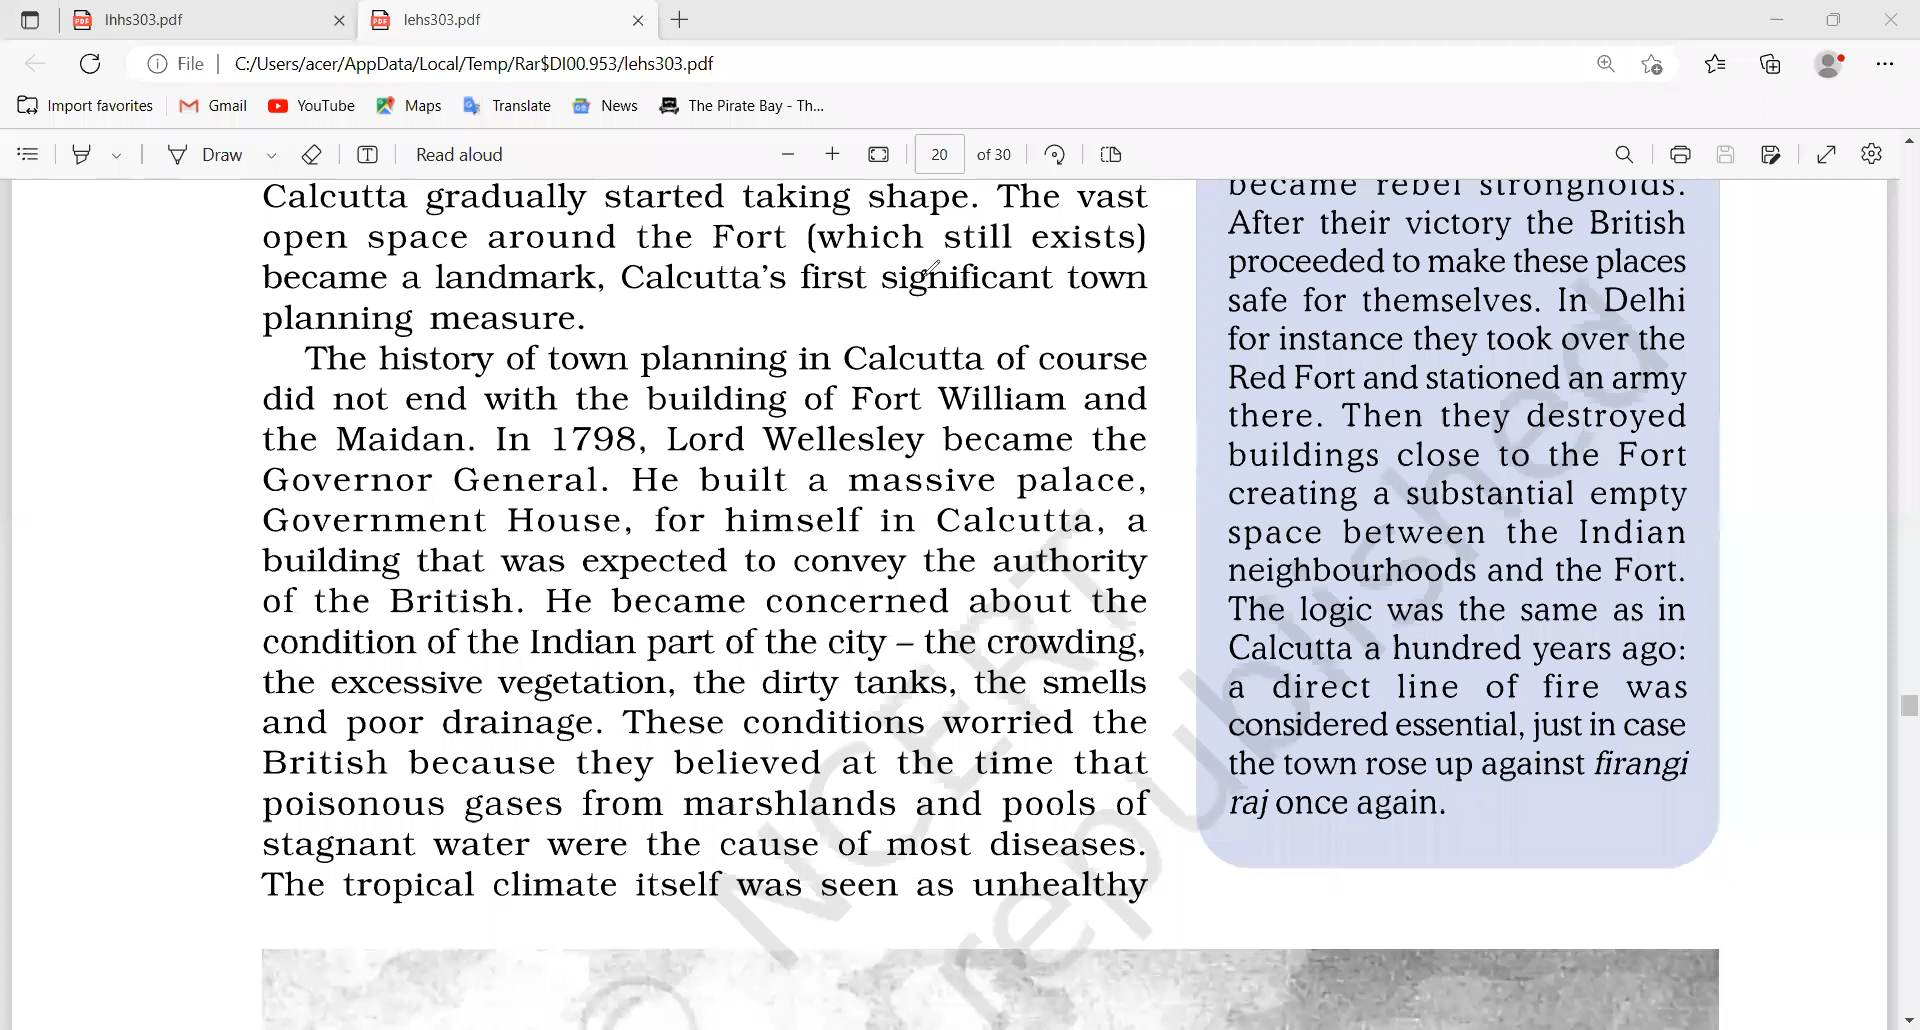 lhhs303.pdf
lehs303.pdf
File
C:/Users/acer/AppData/Local/Temp/Rar$DI00.953/lehs303.pdf
Import favorites
Gmail
YouTube
Maps
Translate
News
The Pirate Bay - Th...
Draw
Read aloud
20
of 30
Calcutta gradually started taking shape. The vast
open space around the Fort (which still exists)
became a landmark, Calcutta's first significant town
planning measure.
The history of town planning in Calcutta of course
did not end with the building of Fort William and
the Maidan. In 1798, Lord Wellesley became the
Governor General. He built a massive palace,
Government House, for himself in Calcutta, a
building that was expected to convey the authority
of the British. He became concerned about the
condition of the Indian part of the city – the crowding,
the excessive vegetation, the dirty tanks, the smells
and poor drainage. These conditions worried the
British because they believed at the time that
poisonous gases from marshlands and pools of
stagnant water were the cause of most diseases.
The tropical climate itself was seen as unhealthy
became rebel strongholds.
After their victory the British
proceeded to make these places
safe for themselves. In Delhi
for instance they took over the
Red Fort and stationed an army
there. Then they destroyed
buildings close to the Fort
creating a substantial empty
space between the Indian
neighbourhoods and the Fort.
The logic was the same as in
Calcutta a hundred years ago:
a direct line of fire was
considered essential, just in case
the town rose up against firangi
raj once again.
NCERT
republished